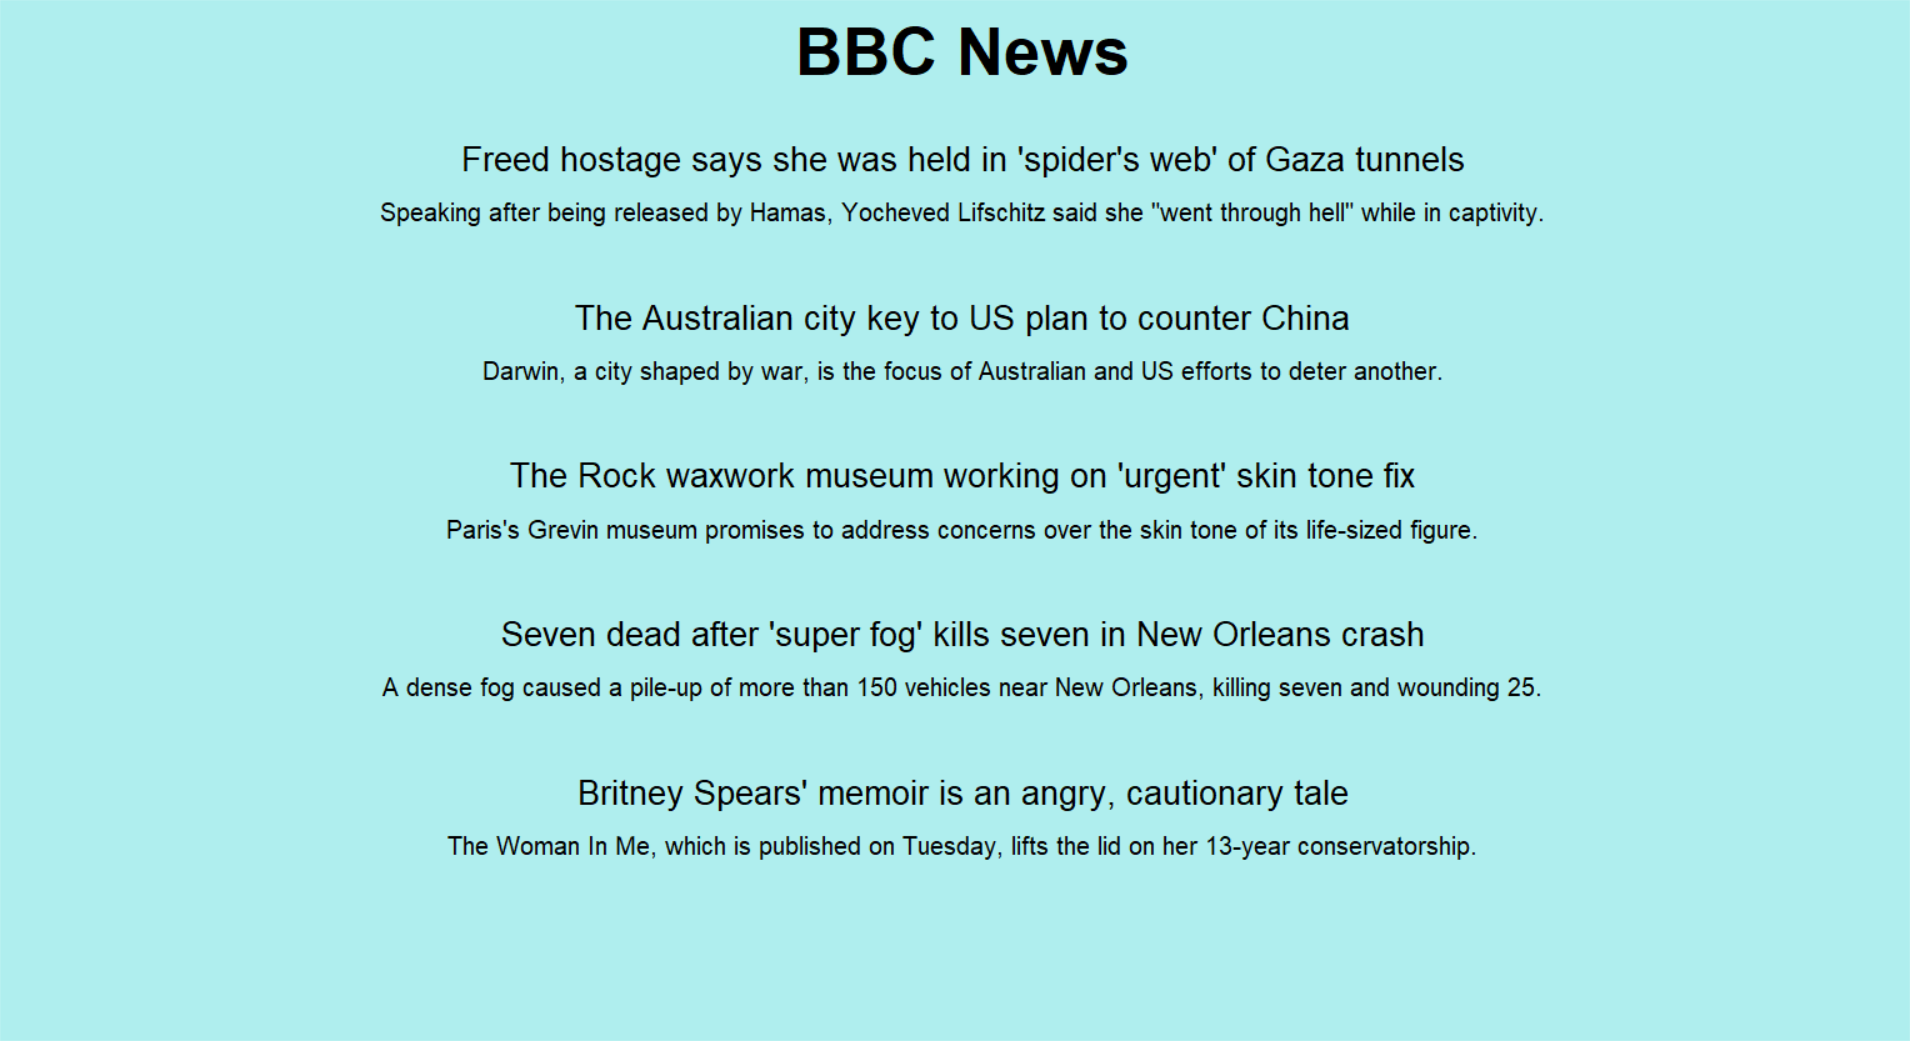 BBC News
Freed hostage says she was held in 'spider's web' of Gaza tunnels
Speaking after being released by Hamas, Yocheved Lifschitz said she "went through hell" while in captivity.
The Australian city key to US plan to counter China
Darwin, a city shaped by war, is the focus of Australian and US efforts to deter another.
The Rock waxwork museum working on 'urgent' skin tone fix
Paris's Grevin museum promises to address concerns over the skin tone of its life-sized figure.
Seven dead after 'super fog' kills seven in New Orleans crash
A dense fog caused a pile-up of more than 150 vehicles near New Orleans, killing seven and wounding 25.
Britney Spears' memoir is an angry, cautionary tale
The Woman In Me, which is published on Tuesday, lifts the lid on her 13-year conservatorship.